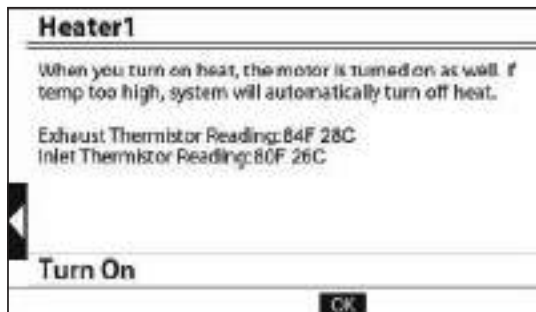 Heater1
When you turn on heat, the motor is turned on as well. If
temp too high, system will automatically turn off heat.
Exhaust Thermistor Reading:84F 28C
Inlet Thermistor Reading:80F 26C
Turn On
OK